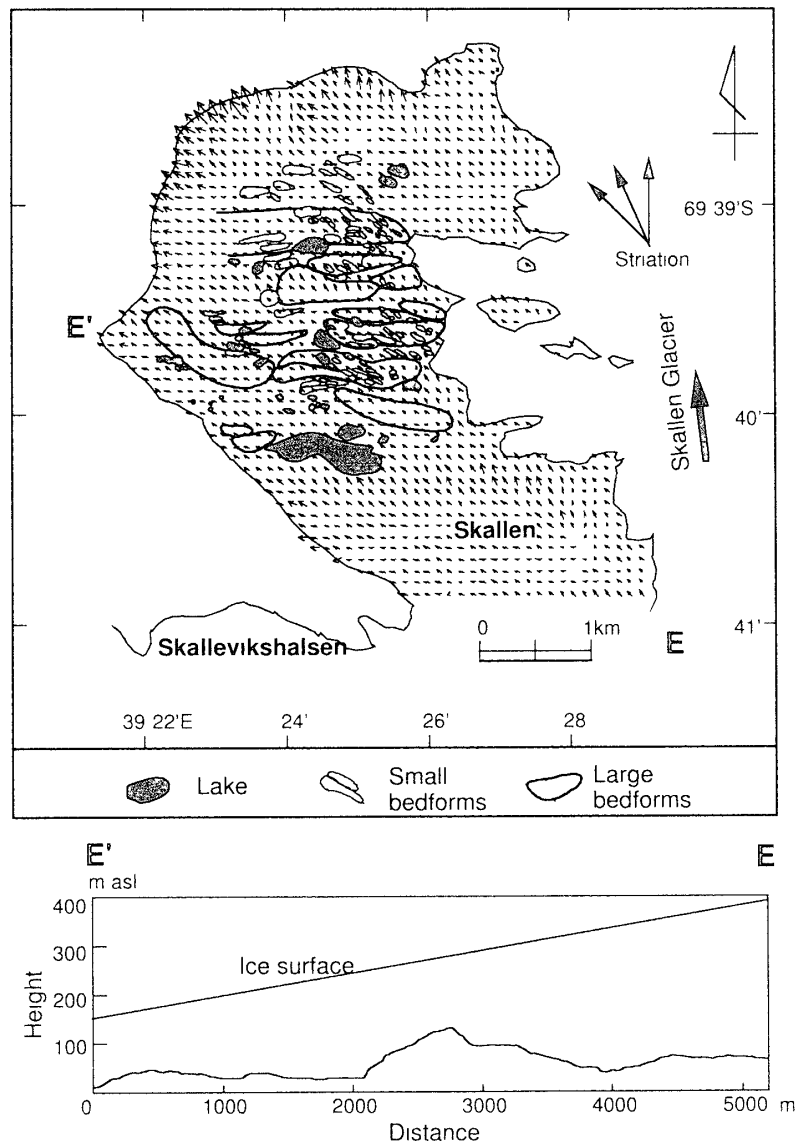 69 39'S
Striation
E'
Skallen Glacier
40'
Skallen
0 1km
41'
E
Skallevikshalsen
39 22'E 24' 26' 28
Lake
Small
bedforms
Large
bedforms
E' E
m asl
400
300
200
100
Height
Ice surface
0 1000 2000 3000 4000 5000 m
Distance